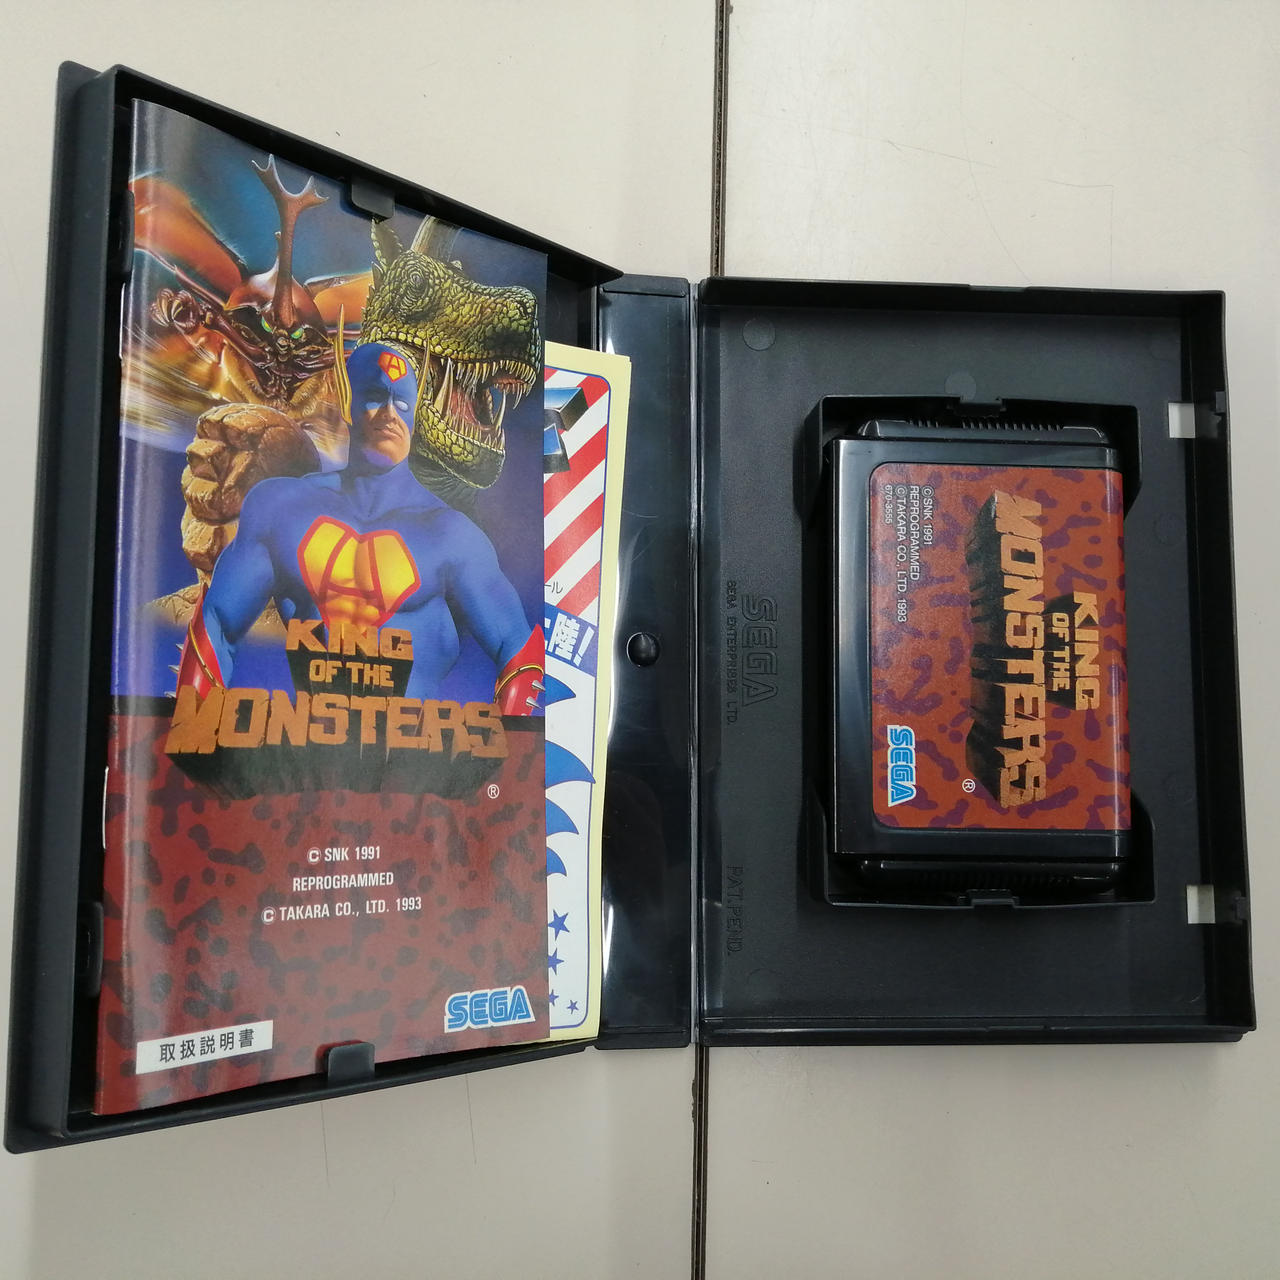 KING
OF THE
MONSTERS
®
© SNK 1991
REPROGRAMMED
© TAKARA CO., LTD. 1993
SEGA
取扱説明書
ール
陸!
SEGA
SEGA ENTERPRISES LTD.
PAT. PEND.
KING
OF THE
MONSTERS
®
© SNK 1991
REPROGRAMMED
© TAKARA CO., LTD. 1993
670-3555
SEGA